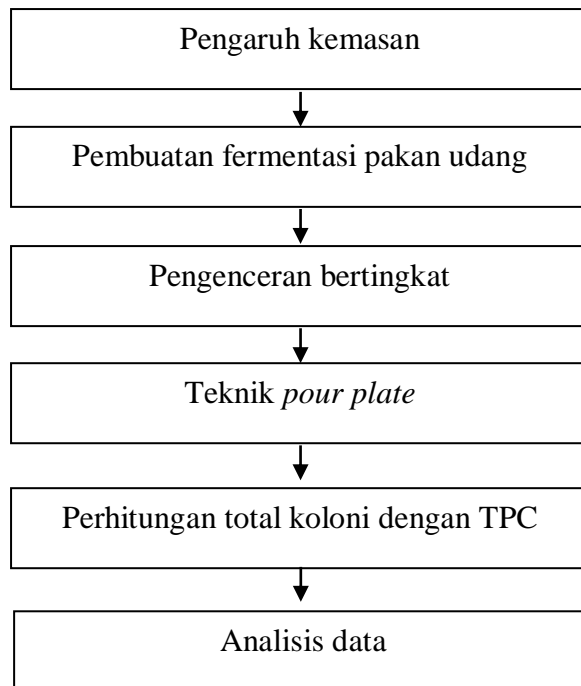 Pengaruh kemasan
Pembuatan fermentasi pakan udang
Pengenceran bertingkat
Teknik pour plate
Perhitungan total koloni dengan TPC
Analisis data